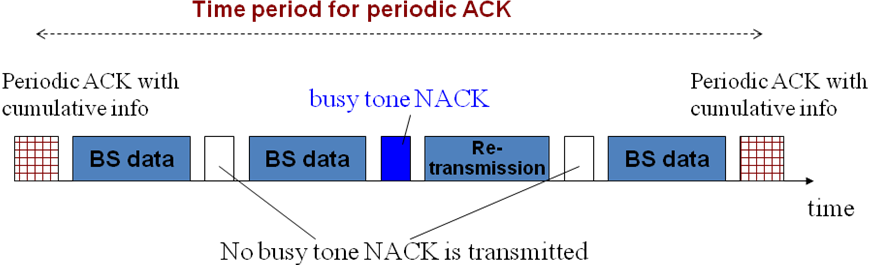 Time period for periodic ACK
Periodic ACK with
cumulative info
busy tone NACK
Periodic ACK with
cumulative info
BS data
BS data
Re-
transmission
BS data
time
No busy tone NACK is transmitted